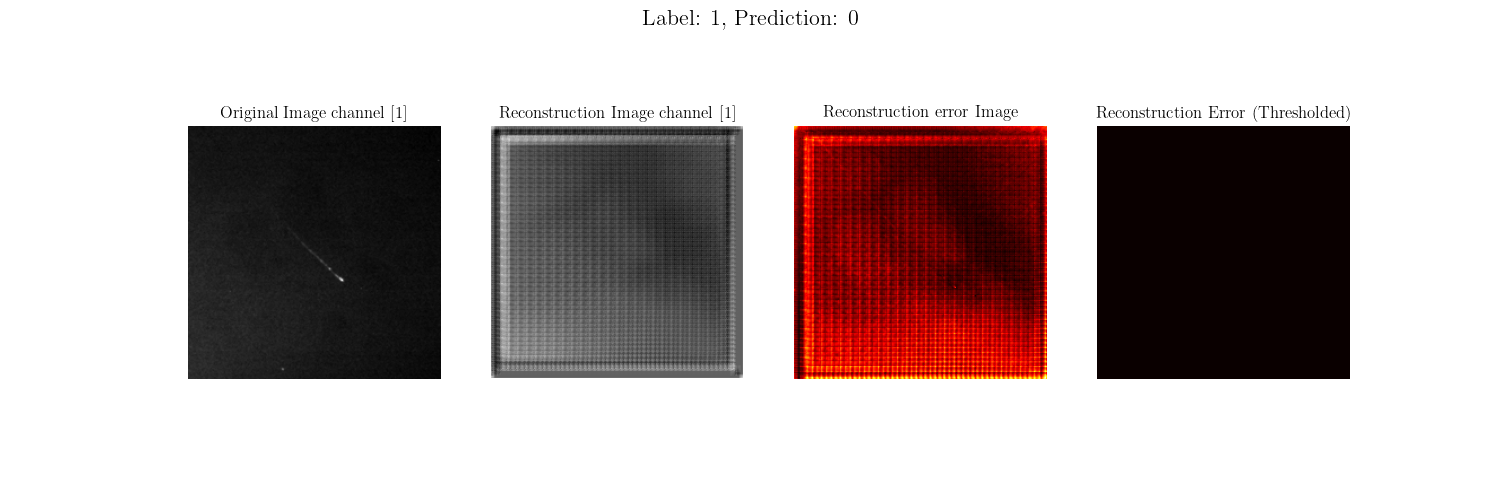 Label: 1, Prediction: 0
Original Image channel [1]
Reconstruction Image channel [1]
Reconstruction error Image
Reconstruction Error (Thresholded)